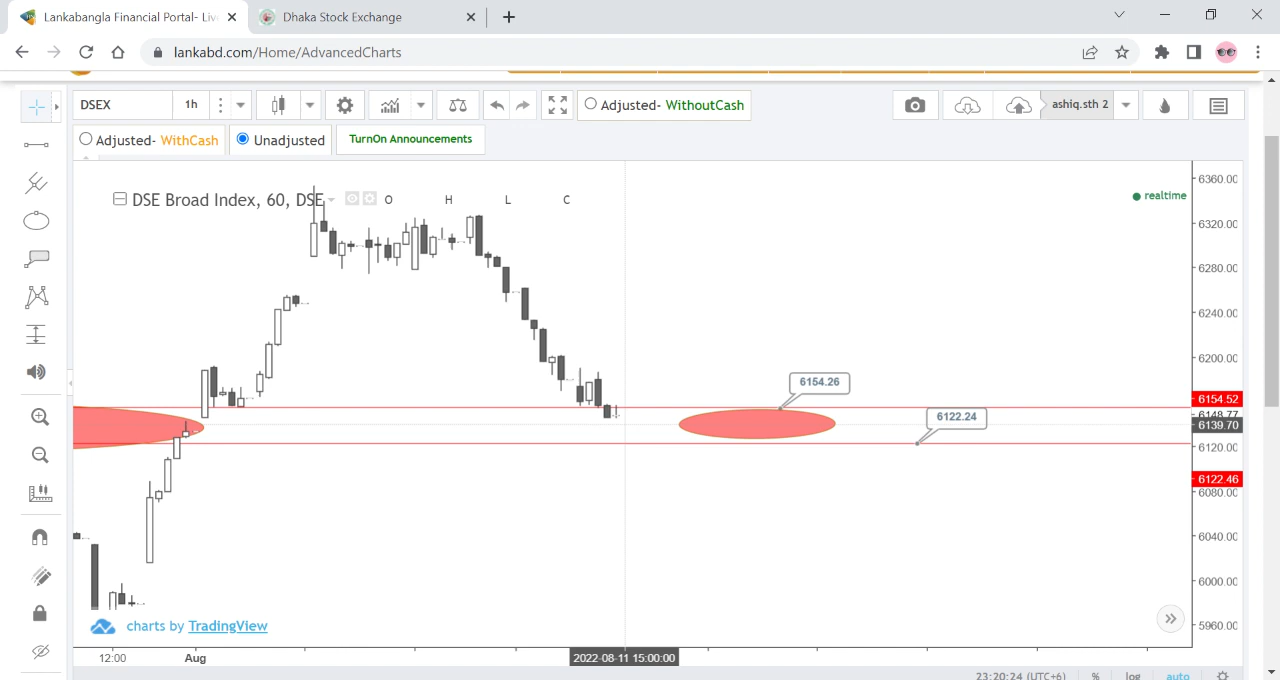 Lankabangla Financial Portal- Liv
Dhaka Stock Exchange
lankabd.com/Home/AdvancedCharts
DSEX
1h
Adjusted- WithoutCash
ashiq.sth 2
Adjusted- WithCash
Unadjusted
TurnOn Announcements
DSE Broad Index, 60, DSE
O H L C
realtime
6360.00
6320.00
6280.00
6240.00
6200.00
6154.26
6154.52
6148.77
6122.24
6139.70
6120.00
6122.46
6080.00
6040.00
6000.00
5960.00
charts by TradingView
12:00
Aug
2022-08-11 15:00:00
23:20:24 (UTC+6)
%
log
auto